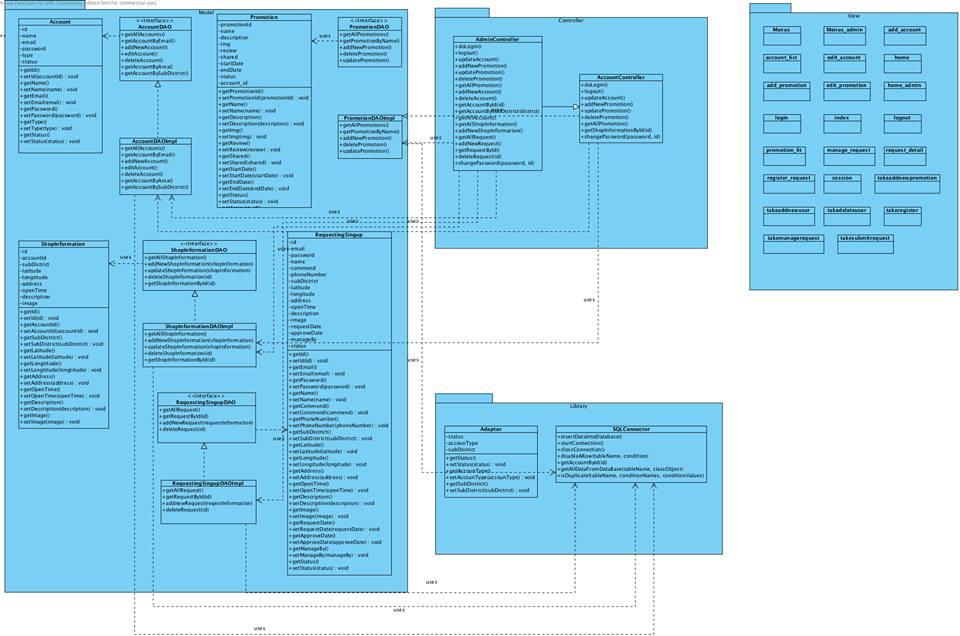 Model
Account
-id
-name
-email
-password
-type
-status
+getId()
+setId(accountId) : void
+getName()
+setName(name) : void
+getEmail()
+setEmail(email) : void
+getPassword()
+setPassword(password) : void
+getType()
+setType(type) : void
+getStatus()
+setStatus(status) : void
<<Interface>>
AccountDAO
+getAllAccounts()
+getAccountByEmail()
+addNewAccount()
+editAccount()
+deleteAccount()
+getAccountByArea()
+getAccountBySubDistrict()
AccountDAOImpl
+getAllAccounts()
+getAccountByEmail()
+addNewAccount()
+editAccount()
+deleteAccount()
+getAccountByArea()
+getAccountBySubDistrict()
Promotion
-promotionId
-name
-description
-img
-review
-shared
-startDate
-endDate
-status
-account_id
+getPromotionId()
+setPromotionId(promotionId) : void
+getName()
+setName(name) : void
+getDescription()
+setDescription(description) : void
+getImg()
+setImg(img) : void
+getReview()
+setReview(review) : void
+getShared()
+setShared(shared) : void
+getStartDate()
+setStartDate(startDate) : void
+getEndDate()
+setEndDate(endDate) : void
+getStatus()
+setStatus(status) : void
uses
<<Interface>>
PromotionDAO
+getAllPromotions()
+getPromotionByName()
+addNewPromotion()
+deletePromotion()
+updatePromotion()
PromotionDAOImpl
+getAllPromotions()
+getPromotionByName()
+addNewPromotion()
+deletePromotion()
+updatePromotion()
uses
uses
uses
uses
ShopInformation
-id
-accountId
-subDistrict
-latitude
-longtitude
-address
-openTime
-description
-image
+getId()
+setId(id) : void
+getAccountId()
+setAccountId(accountId) : void
+getSubDistrict()
+setSubDistrict(subDistrict) : void
+getLatitude()
+setLatitude(latitude) : void
+getLongtitude()
+setLongtitude(longtitude) : void
+getAddress()
+setAddress(address) : void
+getOpenTime()
+setOpenTime(openTime) : void
+getDescription()
+setDescription(description) : void
+getImage()
+setImage(image) : void
uses
<<Interface>>
ShopInformationDAO
+getAllShopInformation()
+addNewShopInformation(shopInformation)
+updateShopInformation(shopInformation)
+deleteShopInformation(id)
+getShopInformationById(id)
ShopInformationDAOImpl
+getAllShopInformation()
+addNewShopInformation(shopInformation)
+updateShopInformation(shopInformation)
+deleteShopInformation(id)
+getShopInformationById(id)
<<Interface>>
RequestingSingupDAO
+getAllRequest()
+getRequestById(id)
+addNewRequest(requestInformation)
+deleteRequest(id)
uses
RequestingSingupDAOImpl
+getAllRequest()
+getRequestById(id)
+addnewRequest(reqestInformation)
+deleteRequest(id)
RequestingSingup
-id
-email
-password
-name
-commend
-phoneNumber
-subDistrict
-latitude
-longitude
-address
-openTime
-description
-image
-requestDate
-approveDate
-manageBy
-status
+getId()
+setId(id) : void
+getEmail()
+setEmail(email) : void
+getPassword()
+setPassword(password) : void
+getName()
+setName(name) : void
+getCommend()
+setCommend(commend) : void
+getPhoneNumber()
+setPhoneNumber(phoneNumber) : void
+getSubDistrict()
+setSubDistrict(subDistrict) : void
+getLatitude()
+setLatitude(latitude) : void
+getLongitude()
+setLongitude(longitude) : void
+getAddress()
+setAddress(address) : void
+getOpenTime()
+setOpenTime(openTime) : void
+getDescription()
+setDescription(description) : void
+getImage()
+setImage(image) : void
+getRequestDate()
+setRequestDate(requestDate) : void
+getApproveDate()
+setApproveDate(approveDate) : void
+getManageBy()
+setManageBy(manageBy) : void
+getStatus()
+setStatus(status) : void
Controller
AdminController
+doLogin()
+logout()
+updateAccount()
+addNewPromotion()
+updatePromotion()
+deletePromotion()
+getAllPromotion()
+addNewAccount()
+deleteAccount()
+getAccountById(id)
+getAllAccounts()
+addNewShopInformation()
+getAllRequest()
+addNewRequest()
+getRequestById()
+deleteRequest(id)
+changePassword(password, id)
AccountController
+doLogin()
+logout()
+updateAccount()
+addNewPromotion()
+updatePromotion()
+deletePromotion()
+getAllPromotion()
+getShopInformationById(id)
+changePassword(password, id)
uses
uses
Library
Adaptor
-status
-accounType
-subDistrict
+getStatus()
+setStatus(status) : void
+getAccounType()
+setAccounType(accounType) : void
+getSubDistrict()
+setSubDistrict(subDistrict) : void
SQLConnector
+insertDataIntoDatabase()
+startConnection()
+closeConnection()
+disableARow(tableName, condition)
+getAccountById()
+getAllDataFromDataBase(tableName, classObject)
+isDuplicate(tableName, conditionNames, conditionValues)
uses
uses
uses
View
Menus
Menus_admin
add_account
account_list
edit_account
home
add_promotion
edit_promotion
home_admin
login
index
logout
promotion_lit
manage_request
request_detail
register_request
session
takeaddnewpromotion
takeaddnewuser
takedeleteuser
takeregister
takemanagerequest
takesubmitrequest